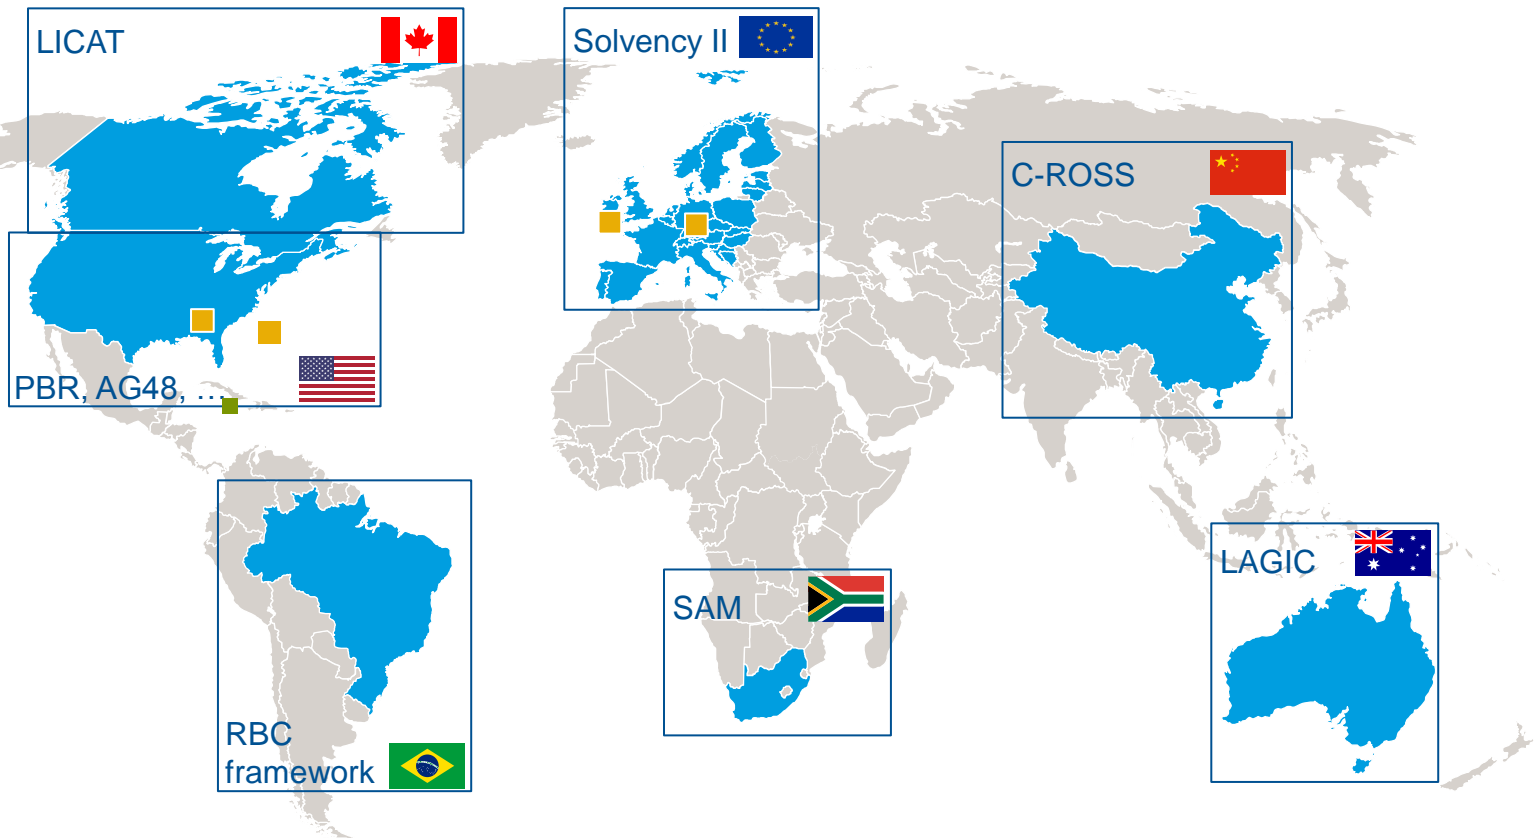 LICAT
Solvency II
C-ROSS
PBR, AG48, …
LAGIC
SAM
RBC
framework